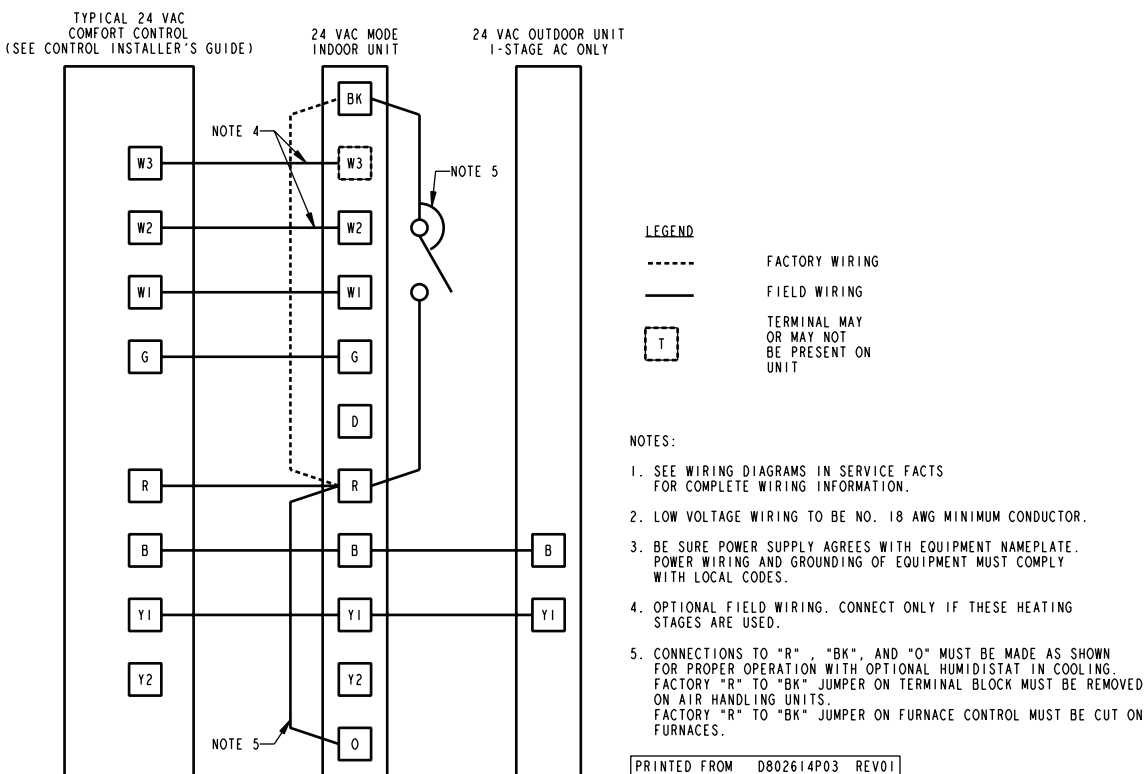 TYPICAL 24 VAC
COMFORT CONTROL
(SEE CONTROL INSTALLER'S GUIDE)
24 VAC MODE
INDOOR UNIT
24 VAC OUTDOOR UNIT
1-STAGE AC ONLY
BK
NOTE 4
W3
W3
NOTE 5
W2
W2
W1
W1
G
G
D
R
R
B
B
B
Y1
Y1
Y1
Y2
Y2
NOTE 5
O
LEGEND
FACTORY WIRING
FIELD WIRING
T
TERMINAL MAY
OR MAY NOT
BE PRESENT ON
UNIT
NOTES:
1. SEE WIRING DIAGRAMS IN SERVICE FACTS
FOR COMPLETE WIRING INFORMATION.
2. LOW VOLTAGE WIRING TO BE NO. 18 AWG MINIMUM CONDUCTOR.
3. BE SURE POWER SUPPLY AGREES WITH EQUIPMENT NAMEPLATE.
POWER WIRING AND GROUNDING OF EQUIPMENT MUST COMPLY
WITH LOCAL CODES.
4. OPTIONAL FIELD WIRING. CONNECT ONLY IF THESE HEATING
STAGES ARE USED.
5. CONNECTIONS TO "R" , "BK", AND "O" MUST BE MADE AS SHOWN
FOR PROPER OPERATION WITH OPTIONAL HUMIDISTAT IN COOLING.
FACTORY "R" TO "BK" JUMPER ON TERMINAL BLOCK MUST BE REMOVED
ON AIR HANDLING UNITS.
FACTORY "R" TO "BK" JUMPER ON FURNACE CONTROL MUST BE CUT ON
FURNACES.
PRINTED FROM D802614P03 REV01